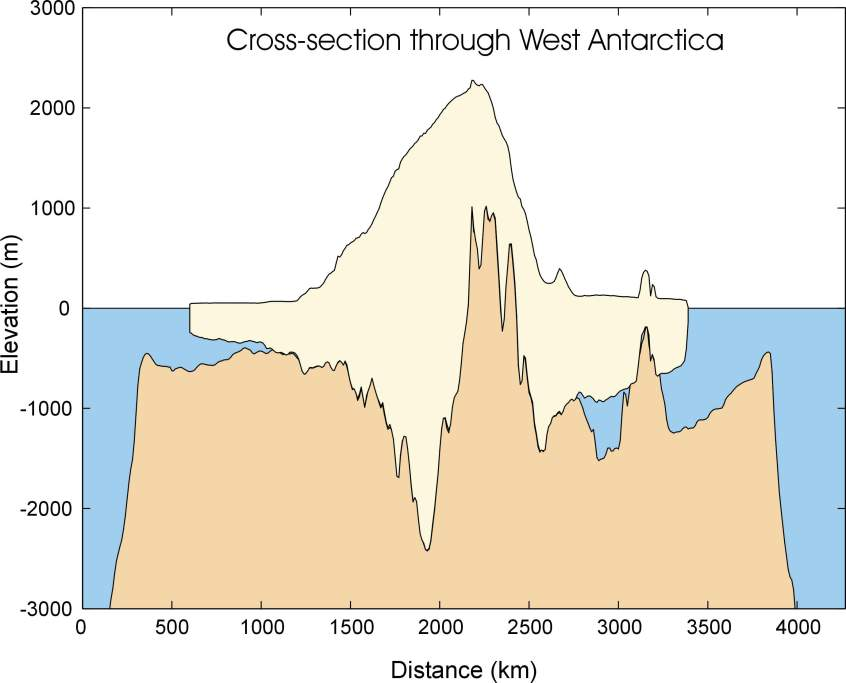 Cross-section through West Antarctica
3000
2000
1000
0
-1000
-2000
-3000
Elevation (m)
0 500 1000 1500 2000 2500 3000 3500 4000
Distance (km)